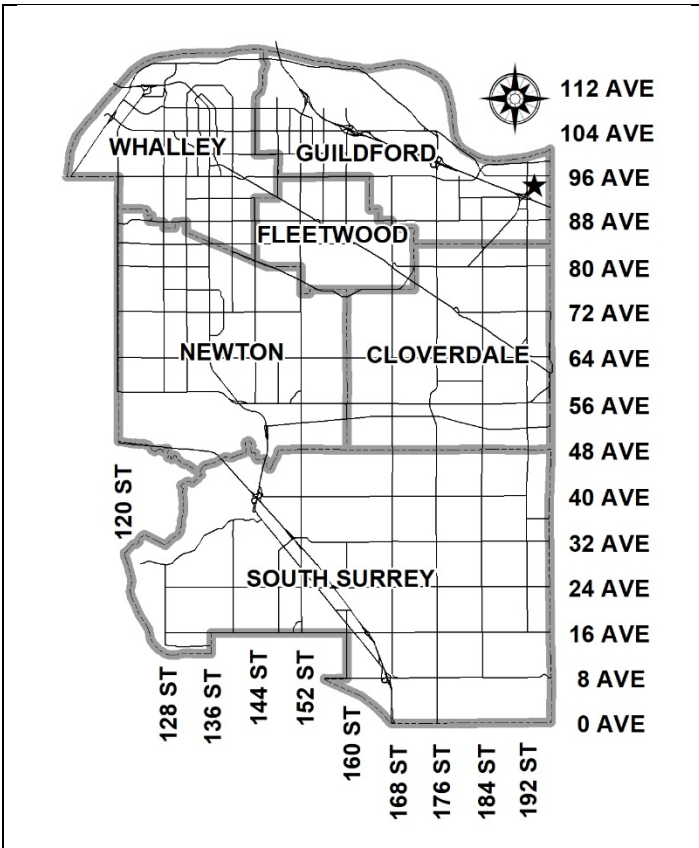 112 AVE
104 AVE
WHALLEY
GUILDFORD
96 AVE
88 AVE
FLEETWOOD
80 AVE
72 AVE
NEWTON
CLOVERDALE
64 AVE
56 AVE
48 AVE
120 ST
40 AVE
32 AVE
SOUTH SURREY
24 AVE
16 AVE
8 AVE
0 AVE
128 ST
136 ST
144 ST
152 ST
160 ST
168 ST
176 ST
184 ST
192 ST